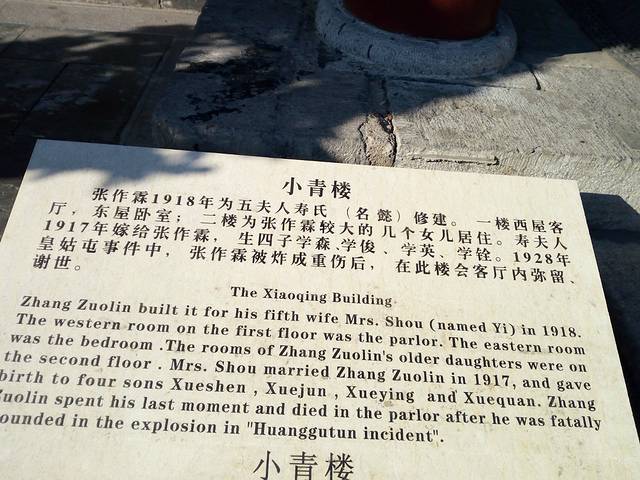 小青楼
张作霖1918年为五夫人寿氏（名懿）修建。一楼西屋客
厅，东屋卧室；二楼为张作霖较大的几个女儿居住。寿夫人
1917年嫁给张作霖，生四子学森、学俊、学英、学铨。1928年
皇姑屯事件中，张作霖被炸成重伤后，在此楼会客厅内弥留、
谢世。
The Xiaoqing Building
Zhang Zuolin built it for his fifth wife Mrs. Shou (named Yi) in 1918.
The western room on the first floor was the parlor. The eastern room
was the bedroom .The rooms of Zhang Zuolin's older daughters were on
the second floor . Mrs. Shou married Zhang Zuolin in 1917, and gave
birth to four sons Xueshen , Xuejun , Xueying and Xuequan. Zhang
Zuolin spent his last moment and died in the parlor after he was fatally
ounded in the explosion in "Huanggutun incident".
小青楼